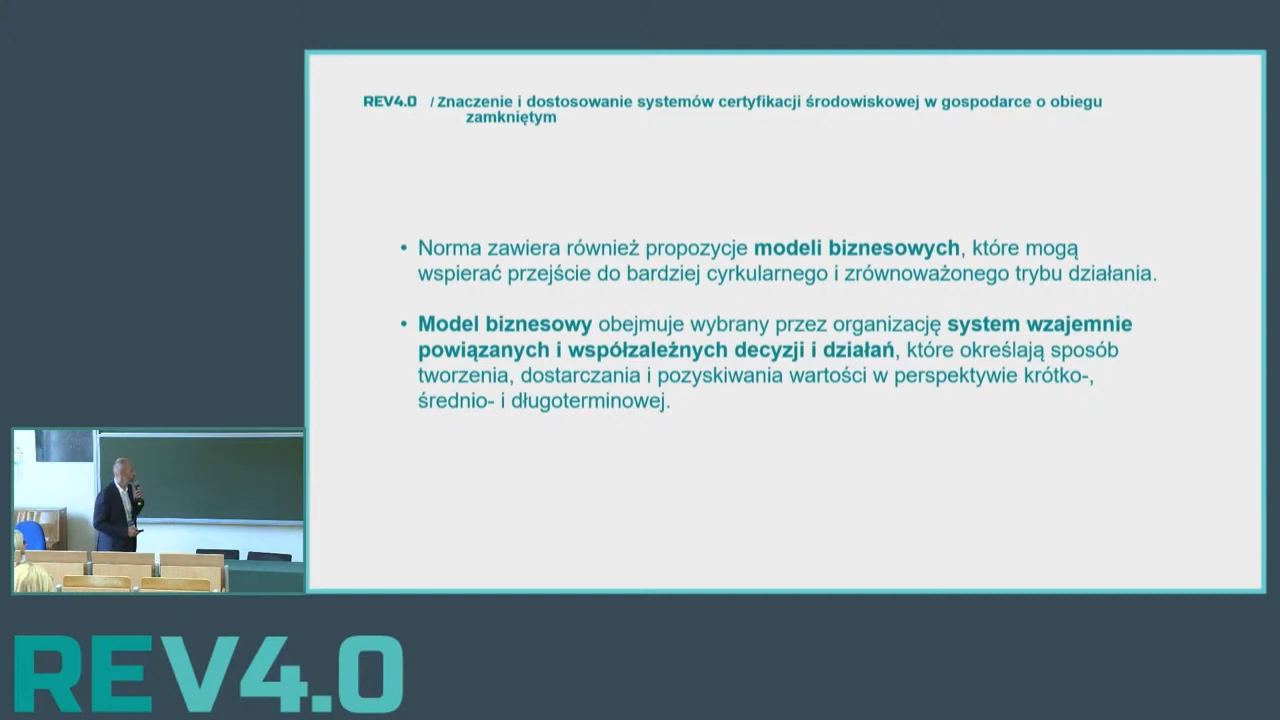 REV4.0 / Znaczenie i dostosowanie systemów certyfikacji środowiskowej w gospodarce o obiegu
zamkniętym
• Norma zawiera również propozycje modeli biznesowych, które mogą
wspierać przejście do bardziej cyrkularnego i zrównoważonego trybu działania.
• Model biznesowy obejmuje wybrany przez organizację system wzajemnie
powiązanych i współzależnych decyzji i działań, które określają sposób
tworzenia, dostarczania i pozyskiwania wartości w perspektywie krótko-,
średnio- i długoterminowej.
REV4.0